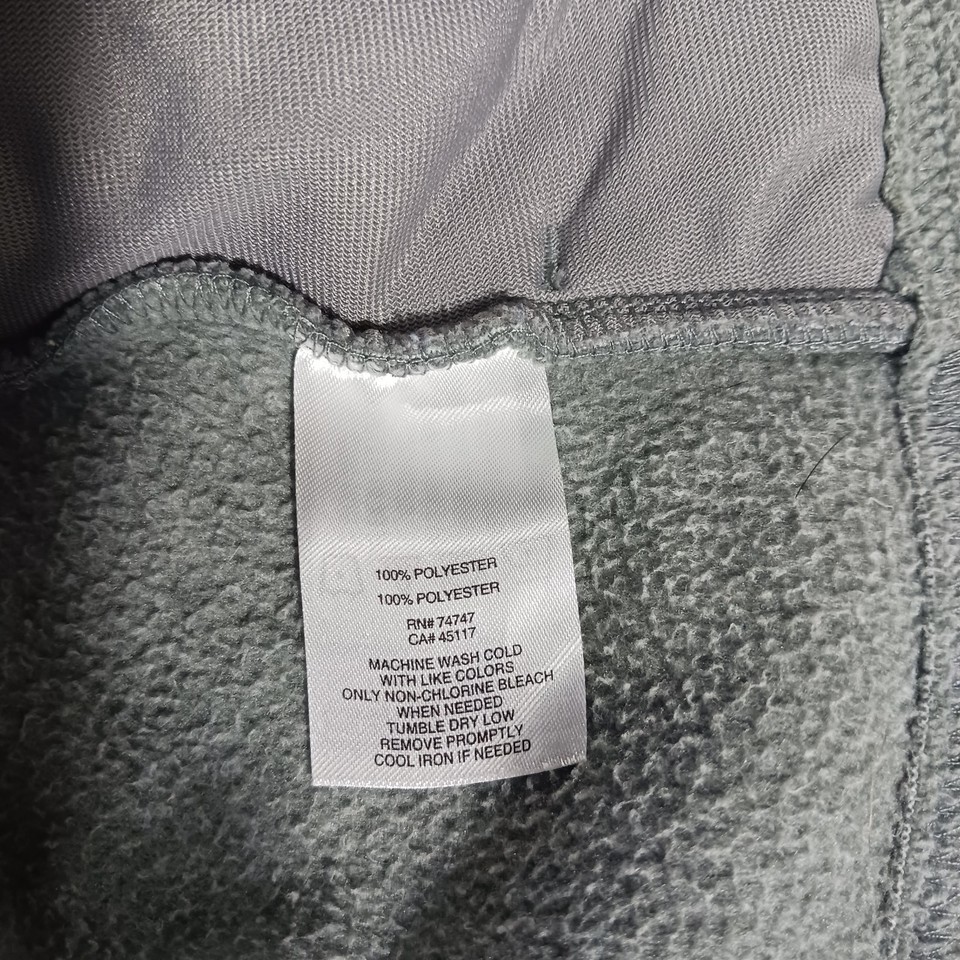 100% POLYESTER
100% POLYESTER
RN# 74747
CA# 45117
MACHINE WASH COLD
WITH LIKE COLORS
ONLY NON-CHLORINE BLEACH
WHEN NEEDED
TUMBLE DRY LOW
REMOVE PROMPTLY
COOL IRON IF NEEDED